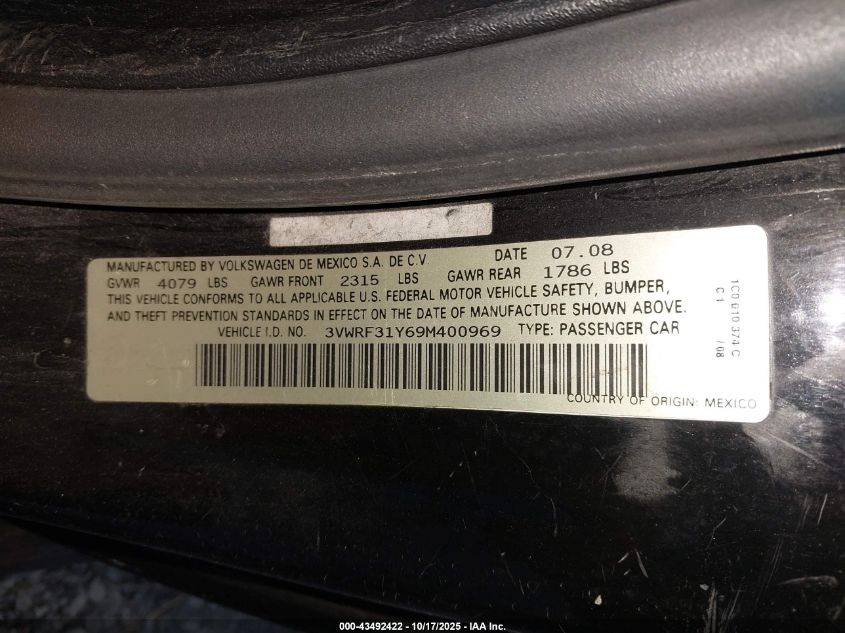 MANUFACTURED BY VOLKSWAGEN DE MEXICO S.A. DE C.V. DATE 07.08
GVWR 4079 LBS GAWR FRONT 2315 LBS GAWR REAR 1786 LBS
THIS VEHICLE CONFORMS TO ALL APPLICABLE U.S. FEDERAL MOTOR VEHICLE SAFETY, BUMPER,
AND THEFT PREVENTION STANDARDS IN EFFECT ON THE DATE OF MANUFACTURE SHOWN ABOVE.
VEHICLE I.D. NO. 3VWRF31Y69M400969 TYPE: PASSENGER CAR
COUNTRY OF ORIGIN: MEXICO
1C0 010 374 C
C1 /08
000-43492422 - 10/17/2025 - IAA Inc.